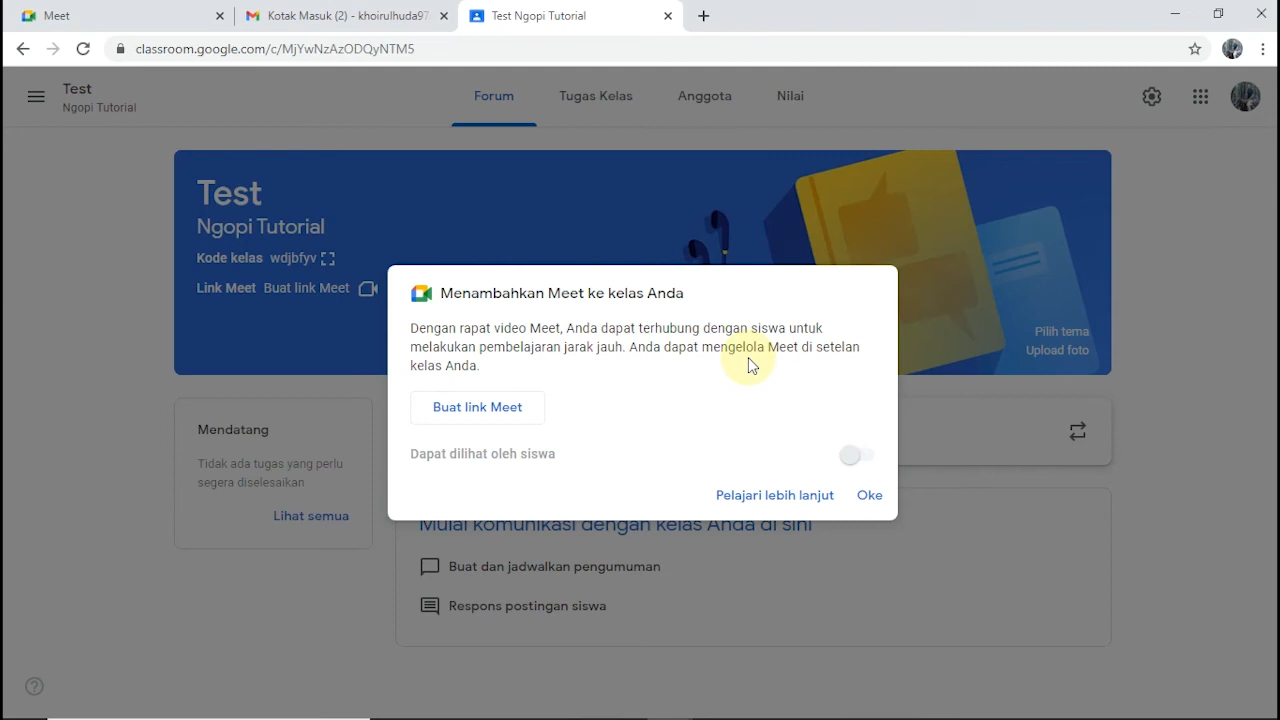 Meet
Kotak Masuk (2) - khoirulhuda97
Test Ngopi Tutorial
classroom.google.com/c/MjYwNzAzODQyNTM5
Test
Ngopi Tutorial
Forum
Tugas Kelas
Anggota
Nilai
Test
Ngopi Tutorial
Kode kelas wdjbfyv
Link Meet Buat link Meet
Pilih tema
Upload foto
Menambahkan Meet ke kelas Anda
Dengan rapat video Meet, Anda dapat terhubung dengan siswa untuk
melakukan pembelajaran jarak jauh. Anda dapat mengelola Meet di setelan
kelas Anda.
Buat link Meet
Dapat dilihat oleh siswa
Pelajari lebih lanjut
Oke
Mendatang
Tidak ada tugas yang perlu
segera diselesaikan
Lihat semua
Mulai komunikasi dengan kelas Anda di sini
Buat dan jadwalkan pengumuman
Respons postingan siswa